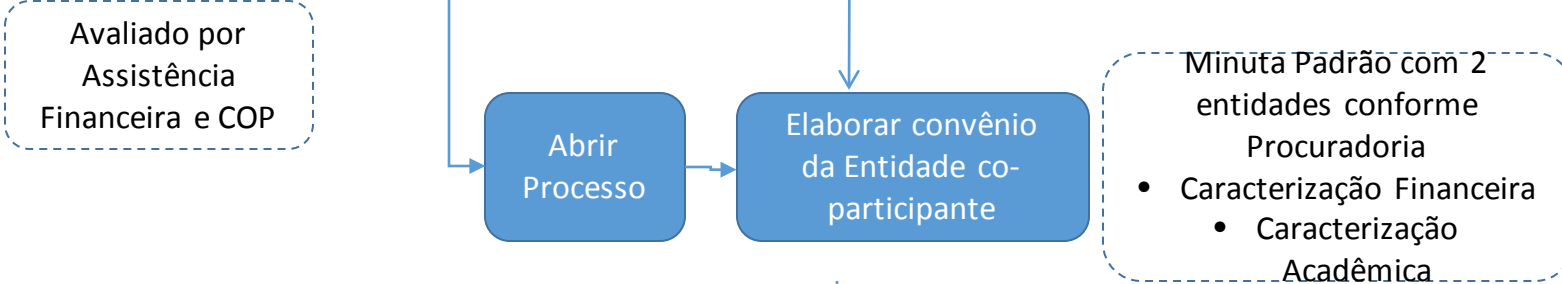 Avaliado por
Assistência
Financeira e COP
Abrir
Processo
Elaborar convênio
da Entidade co-
participante
Minuta Padrão com 2
entidades conforme
Procuradoria
• Caracterização Financeira
• Caracterização
Acadêmica